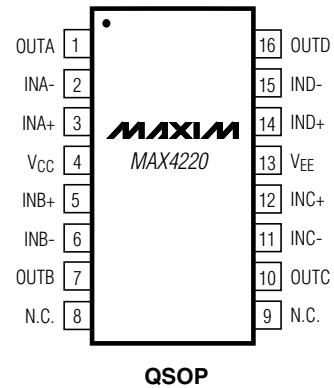 OUTA 1 16 OUTD
INA- 2 15 IND-
INA+ 3 14 IND+
MAXIM
VCC 4 MAX4220 13 VEE
INB+ 5 12 INC+
INB- 6 11 INC-
OUTB 7 10 OUTC
N.C. 8 9 N.C.
QSOP